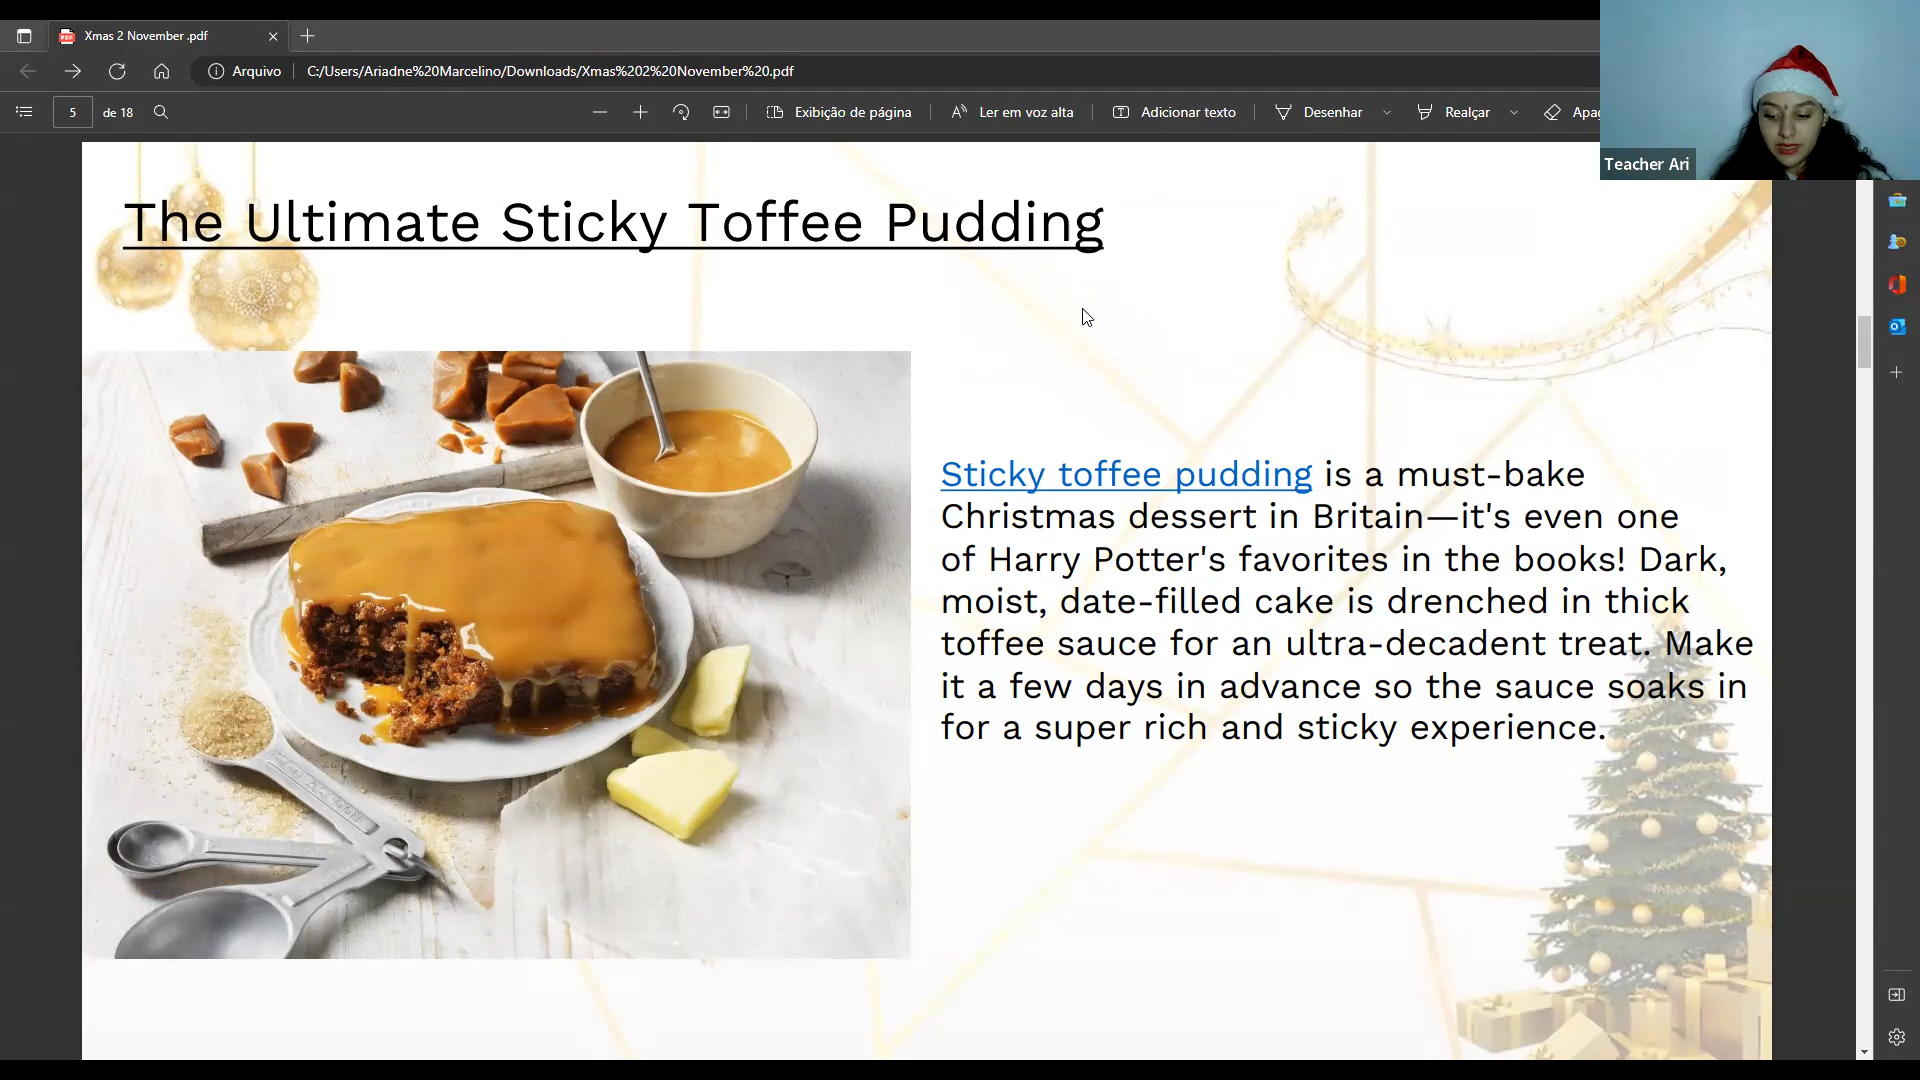 Xmas 2 November .pdf
Arquivo
C:/Users/Ariadne%20Marcelino/Downloads/Xmas%202%20November%20.pdf
5 de 18
Exibição de página
Ler em voz alta
Adicionar texto
Desenhar
Realçar
Teacher Ari
The Ultimate Sticky Toffee Pudding
Sticky toffee pudding is a must-bake
Christmas dessert in Britain—it's even one
of Harry Potter's favorites in the books! Dark,
moist, date-filled cake is drenched in thick
toffee sauce for an ultra-decadent treat. Make
it a few days in advance so the sauce soaks in
for a super rich and sticky experience.